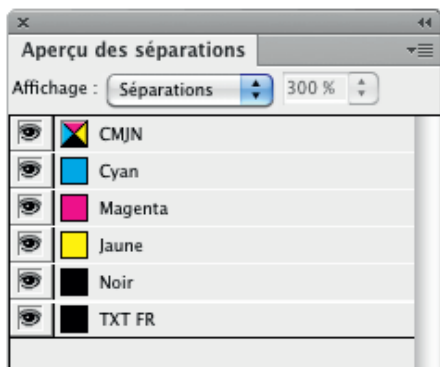 Aperçu des séparations
Affichage : Séparations 300 %
CMJN
Cyan
Magenta
Jaune
Noir
TXT FR